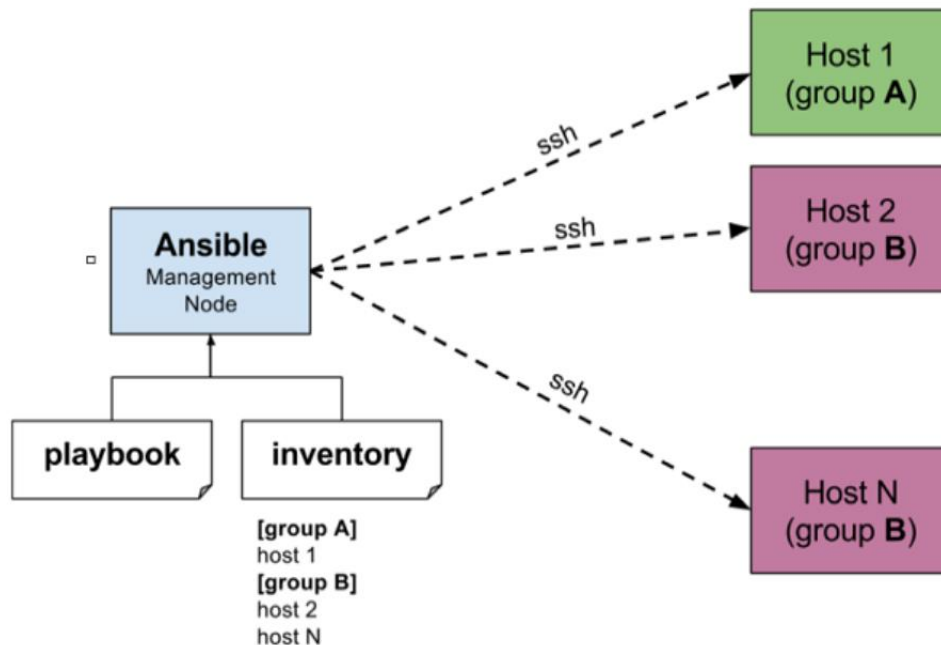 Host 1
(group A)
ssh
Host 2
(group B)
ssh
Ansible
Management
Node
ssh
playbook
inventory
Host N
(group B)
[group A]
host 1
[group B]
host 2
host N